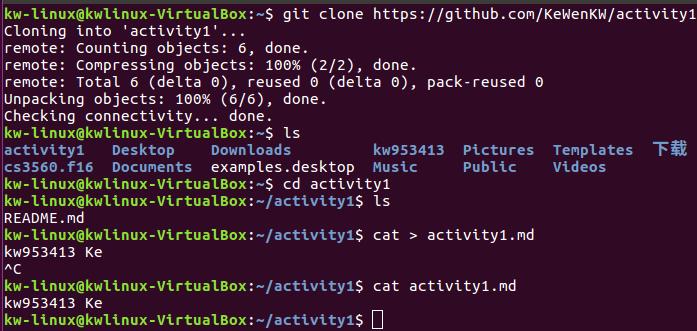 kw-linux@kwlinux-VirtualBox:~$ git clone https://github.com/KeWenKW/activity1
Cloning into 'activity1'...
remote: Counting objects: 6, done.
remote: Compressing objects: 100% (2/2), done.
remote: Total 6 (delta 0), reused 0 (delta 0), pack-reused 0
Unpacking objects: 100% (6/6), done.
Checking connectivity... done.
kw-linux@kwlinux-VirtualBox:~$ ls
activity1 Desktop Downloads kw953413 Pictures Templates 下载
cs3560.f16 Documents examples.desktop Music Public Videos
kw-linux@kwlinux-VirtualBox:~$ cd activity1
kw-linux@kwlinux-VirtualBox:~/activity1$ ls
README.md
kw-linux@kwlinux-VirtualBox:~/activity1$ cat > activity1.md
kw953413 Ke
^C
kw-linux@kwlinux-VirtualBox:~/activity1$ cat activity1.md
kw953413 Ke
kw-linux@kwlinux-VirtualBox:~/activity1$